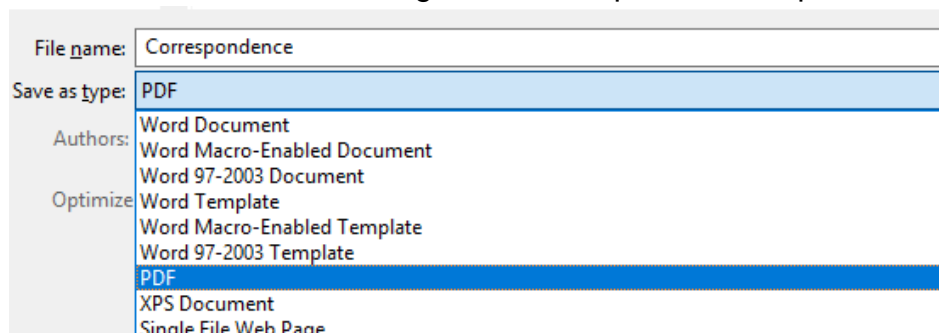 File name: Correspondence
Save as type: PDF
Authors:
Word Document
Word Macro-Enabled Document
Word 97-2003 Document
Optimize
Word Template
Word Macro-Enabled Template
Word 97-2003 Template
PDF
XPS Document
Single File Web Page